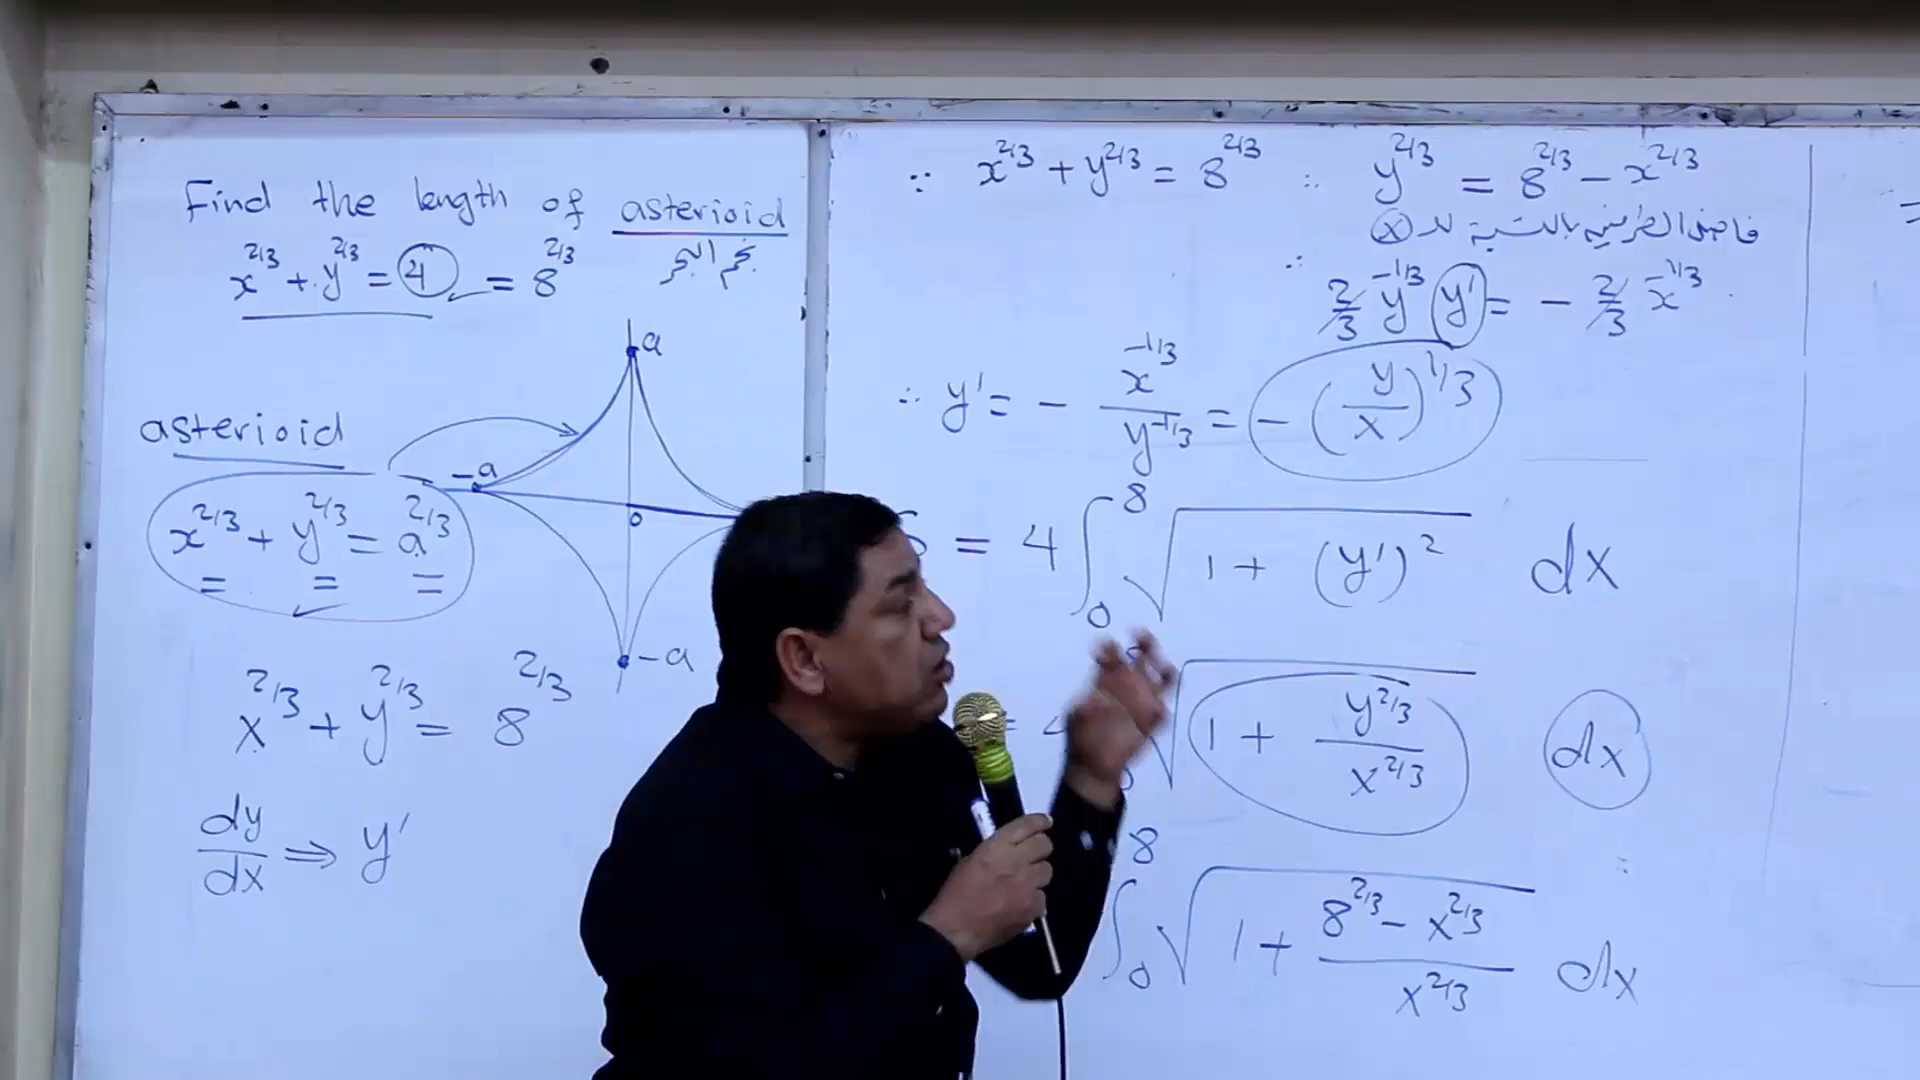 Find the length of asterioid
x^2/3 + y^2/3 = 4 = 8^2/3
a
asterioid
-a
o
x^2/3 + y^2/3 = a^2/3
-a
x^2/3 + y^2/3 = 8^2/3
dy/dx ⇒ y'
∵ x^2/3 + y^2/3 = 8^2/3 ∴ y^2/3 = 8^2/3 - x^2/3
بالنسبة لـ x
∴ 2/3 y^-1/3 y' = - 2/3 x^-1/3
∴ y' = - x^-1/3 / y^-1/3 = - (y/x)^1/3
S = 4 ∫_0^8 √(1 + (y')^2) dx
= 4 √(1 + y^2/3 / x^2/3) dx
∫_0^8 √(1 + (8^2/3 - x^2/3) / x^2/3) dx